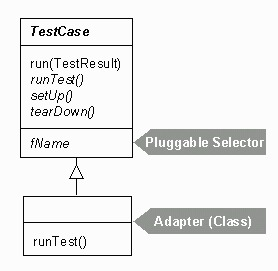 TestCase
run(TestResult)
runTest()
setUp()
tearDown()
fName
Pluggable Selector
Adapter (Class)
runTest()